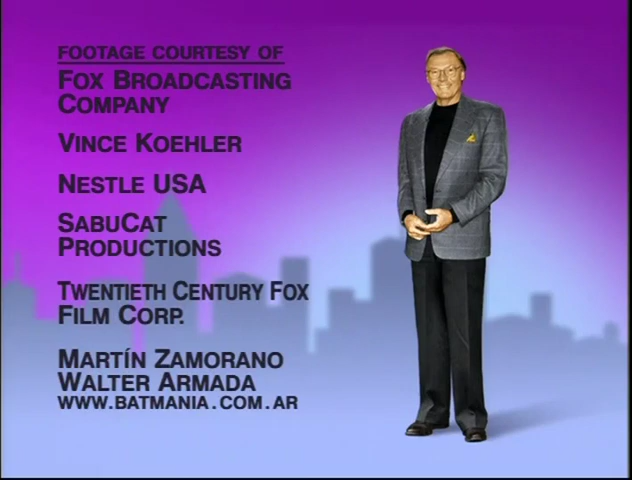 FOOTAGE COURTESY OF
FOX BROADCASTING
COMPANY
VINCE KOEHLER
NESTLE USA
SABUCAT
PRODUCTIONS
TWENTIETH CENTURY FOX
FILM CORP.
MARTÍN ZAMORANO
WALTER ARMADA
WWW.BATMANIA.COM.AR